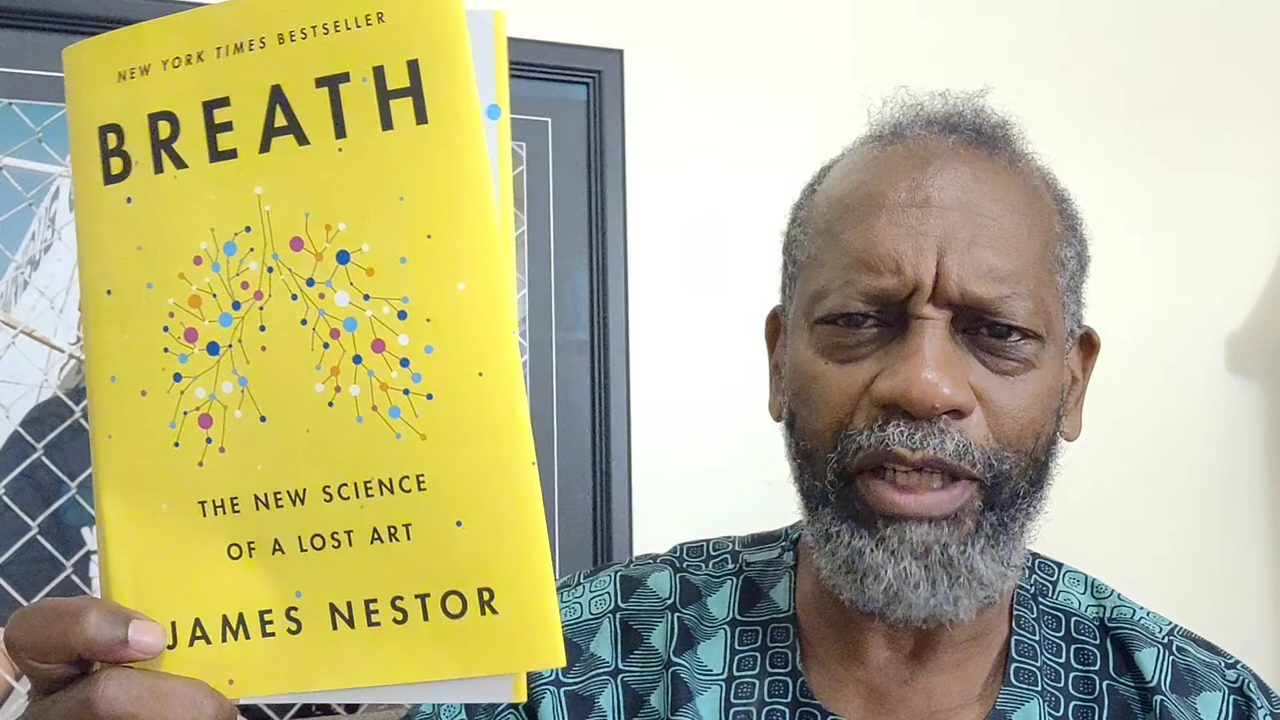 NEW YORK TIMES BESTSELLER
BREATH
THE NEW SCIENCE
OF A LOST ART
JAMES NESTOR